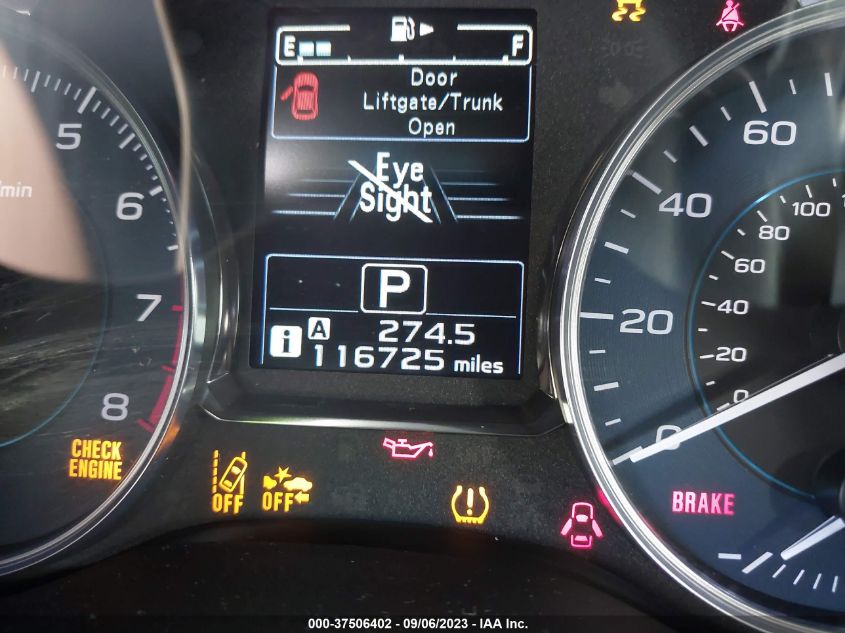 E F
Door
Liftgate/Trunk
Open
Eye
Sight
P
A 274.5
i 116725 miles
5
6
/min
7
8
60
40
20
0
100
80
60
40
20
0
CHECK
ENGINE
OFF
OFF
BRAKE
000-37506402 - 09/06/2023 - IAA Inc.